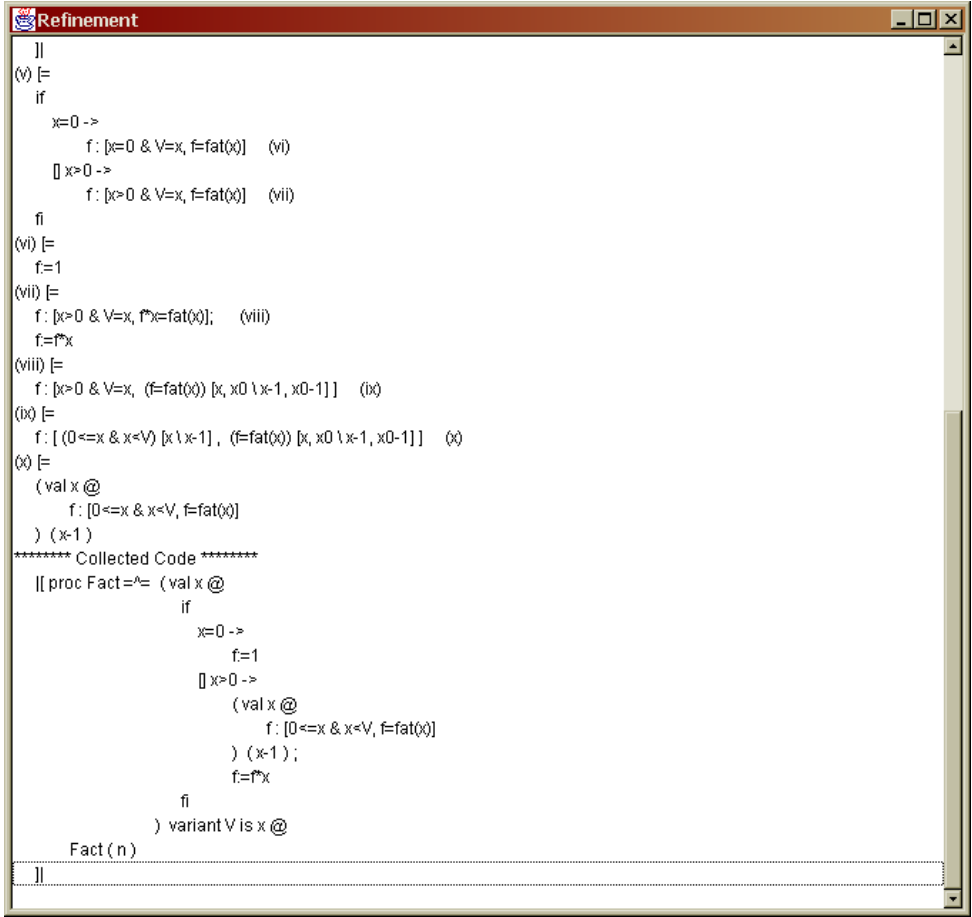 Refinement
]|
(v) [=
if
x=0 ->
f : [x=0 & V=x, f=fat(x)] (vi)
[] x>0 ->
f : [x>0 & V=x, f=fat(x)] (vii)
fi
(vi) [=
f:=1
(vii) [=
f : [x>0 & V=x, f*x=fat(x)]; (viii)
f:=f*x
(viii) [=
f : [x>0 & V=x, (f=fat(x)) [x, x0 \ x-1, x0-1] ] (ix)
(ix) [=
f : [ (0<=x & x<V) [x \ x-1] , (f=fat(x)) [x, x0 \ x-1, x0-1] ] (x)
(x) [=
( val x @
f : [0<=x & x<V, f=fat(x)]
) ( x-1 )
******** Collected Code ********
|[ proc Fact =^= ( val x @
if
x=0 ->
f:=1
[] x>0 ->
( val x @
f : [0<=x & x<V, f=fat(x)]
) ( x-1 ) ;
f:=f*x
fi
) variant V is x @
Fact ( n )
]|